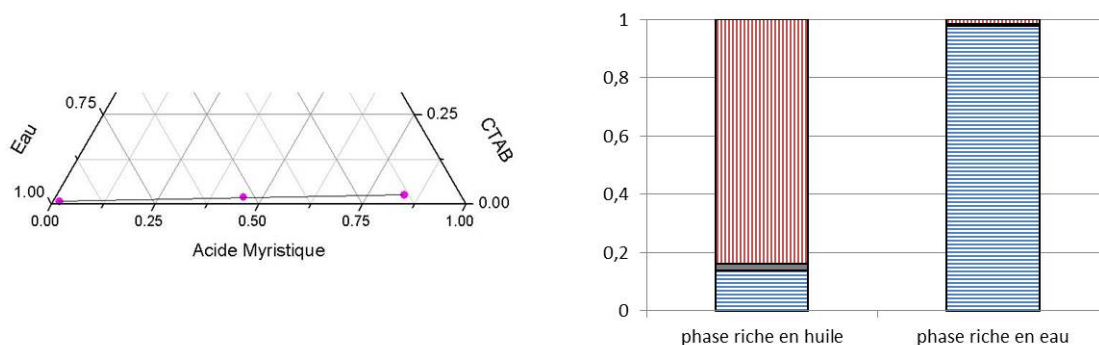 0.75
Eau
1.00
0.25
CTAB
0.00
0.00 0.25 0.50 0.75 1.00
Acide Myristique
1
0,8
0,6
0,4
0,2
0
phase riche en huile phase riche en eau